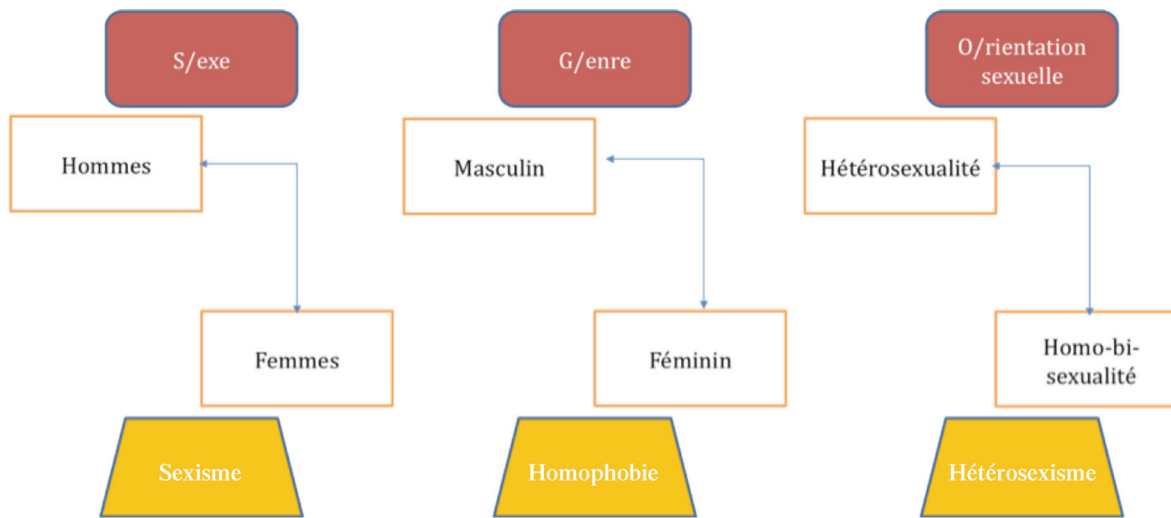 S/exe
G/enre
O/rientation
sexuelle
Hommes
Masculin
Hétérosexualité
Femmes
Féminin
Homo-bi-
sexualité
Sexisme
Homophobie
Hétérosexisme